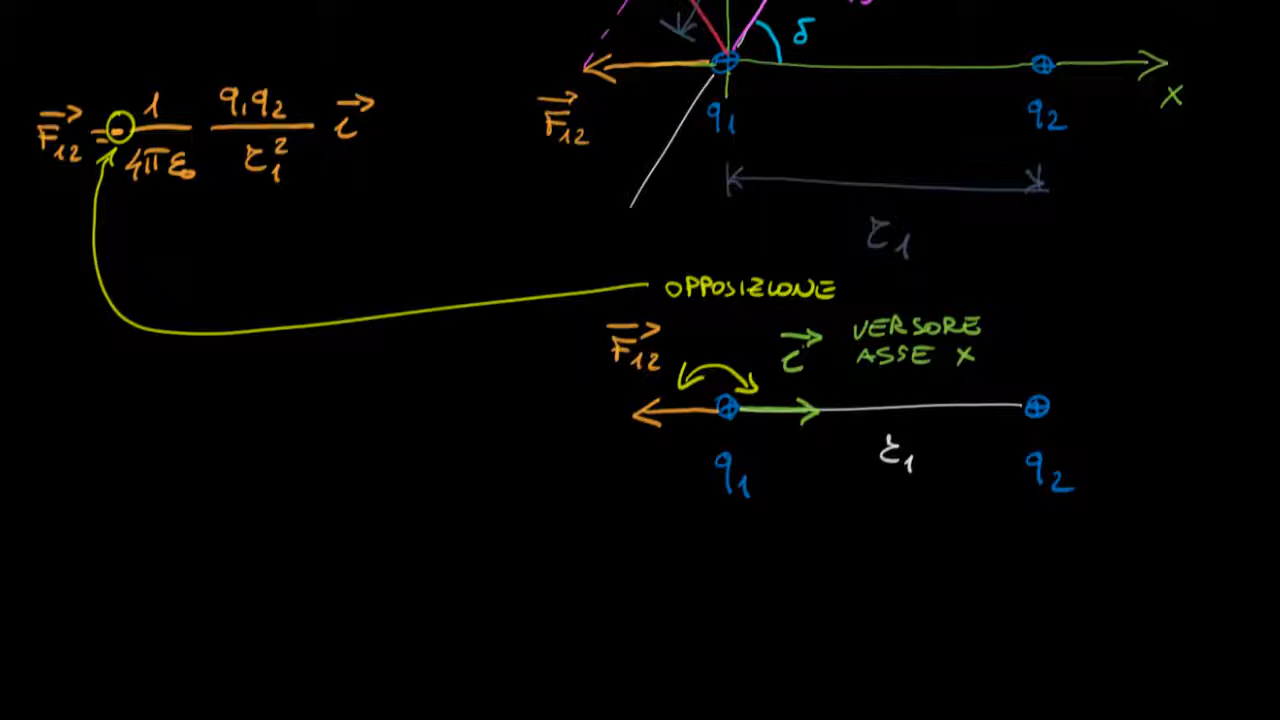 δ
x
q₁
q₂
F₁₂
F₁₂ = - 1/4πε₀ q₁q₂/r₁² i
r₁
OPPOSIZIONE
F₁₂
i
VERSORE
ASSE X
r₁
q₁
q₂